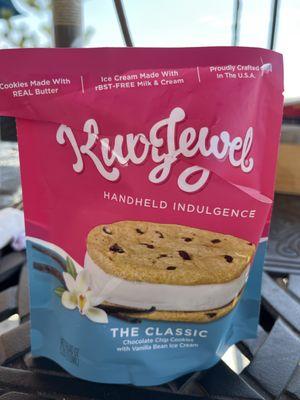 Cookies Made With
REAL Butter
Ice Cream Made With
rBST-FREE Milk & Cream
Proudly Crafted
In The U.S.A.
RuvJewel
HANDHELD INDULGENCE
THE CLASSIC
Chocolate Chip Cookies
with Vanilla Bean Ice Cream